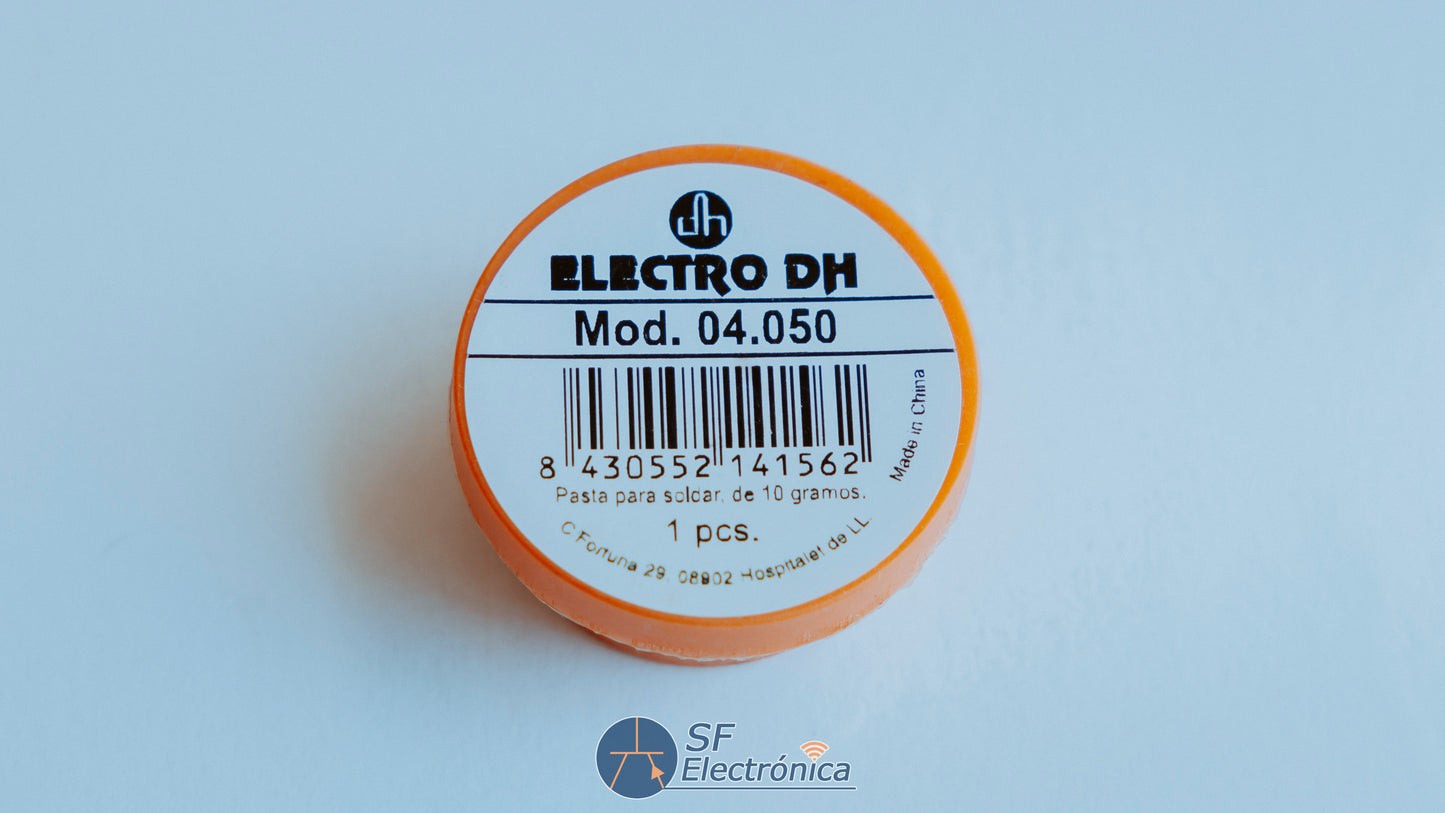 dh
ELECTRO DH
Mod. 04.050
8 430552 141562
Made in China
Pasta para soldar, de 10 gramos.
1 pcs.
C Fortuna 29, 08902 Hospitalet de LL.
SF
Electrónica